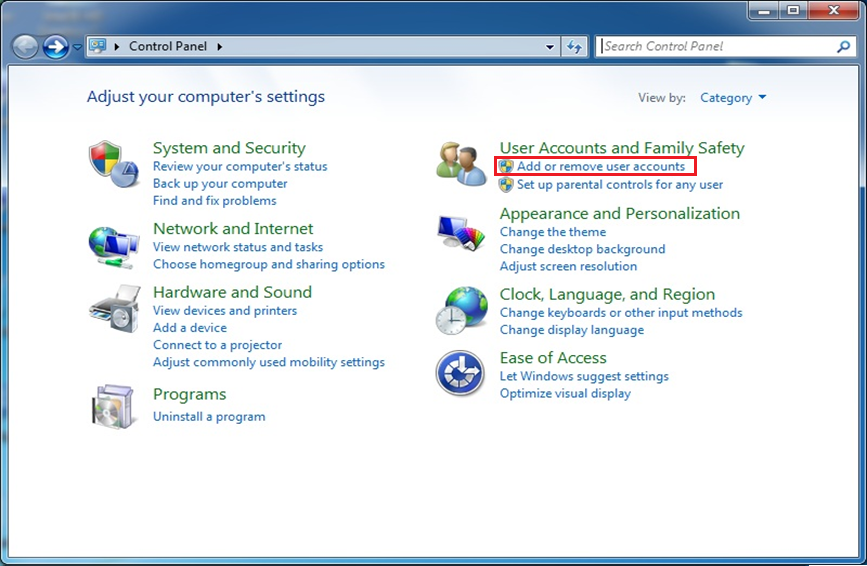 Control Panel
Search Control Panel
Adjust your computer's settings
View by: Category
System and Security
Review your computer's status
Back up your computer
Find and fix problems
Network and Internet
View network status and tasks
Choose homegroup and sharing options
Hardware and Sound
View devices and printers
Add a device
Connect to a projector
Adjust commonly used mobility settings
Programs
Uninstall a program
User Accounts and Family Safety
Add or remove user accounts
Set up parental controls for any user
Appearance and Personalization
Change the theme
Change desktop background
Adjust screen resolution
Clock, Language, and Region
Change keyboards or other input methods
Change display language
Ease of Access
Let Windows suggest settings
Optimize visual display